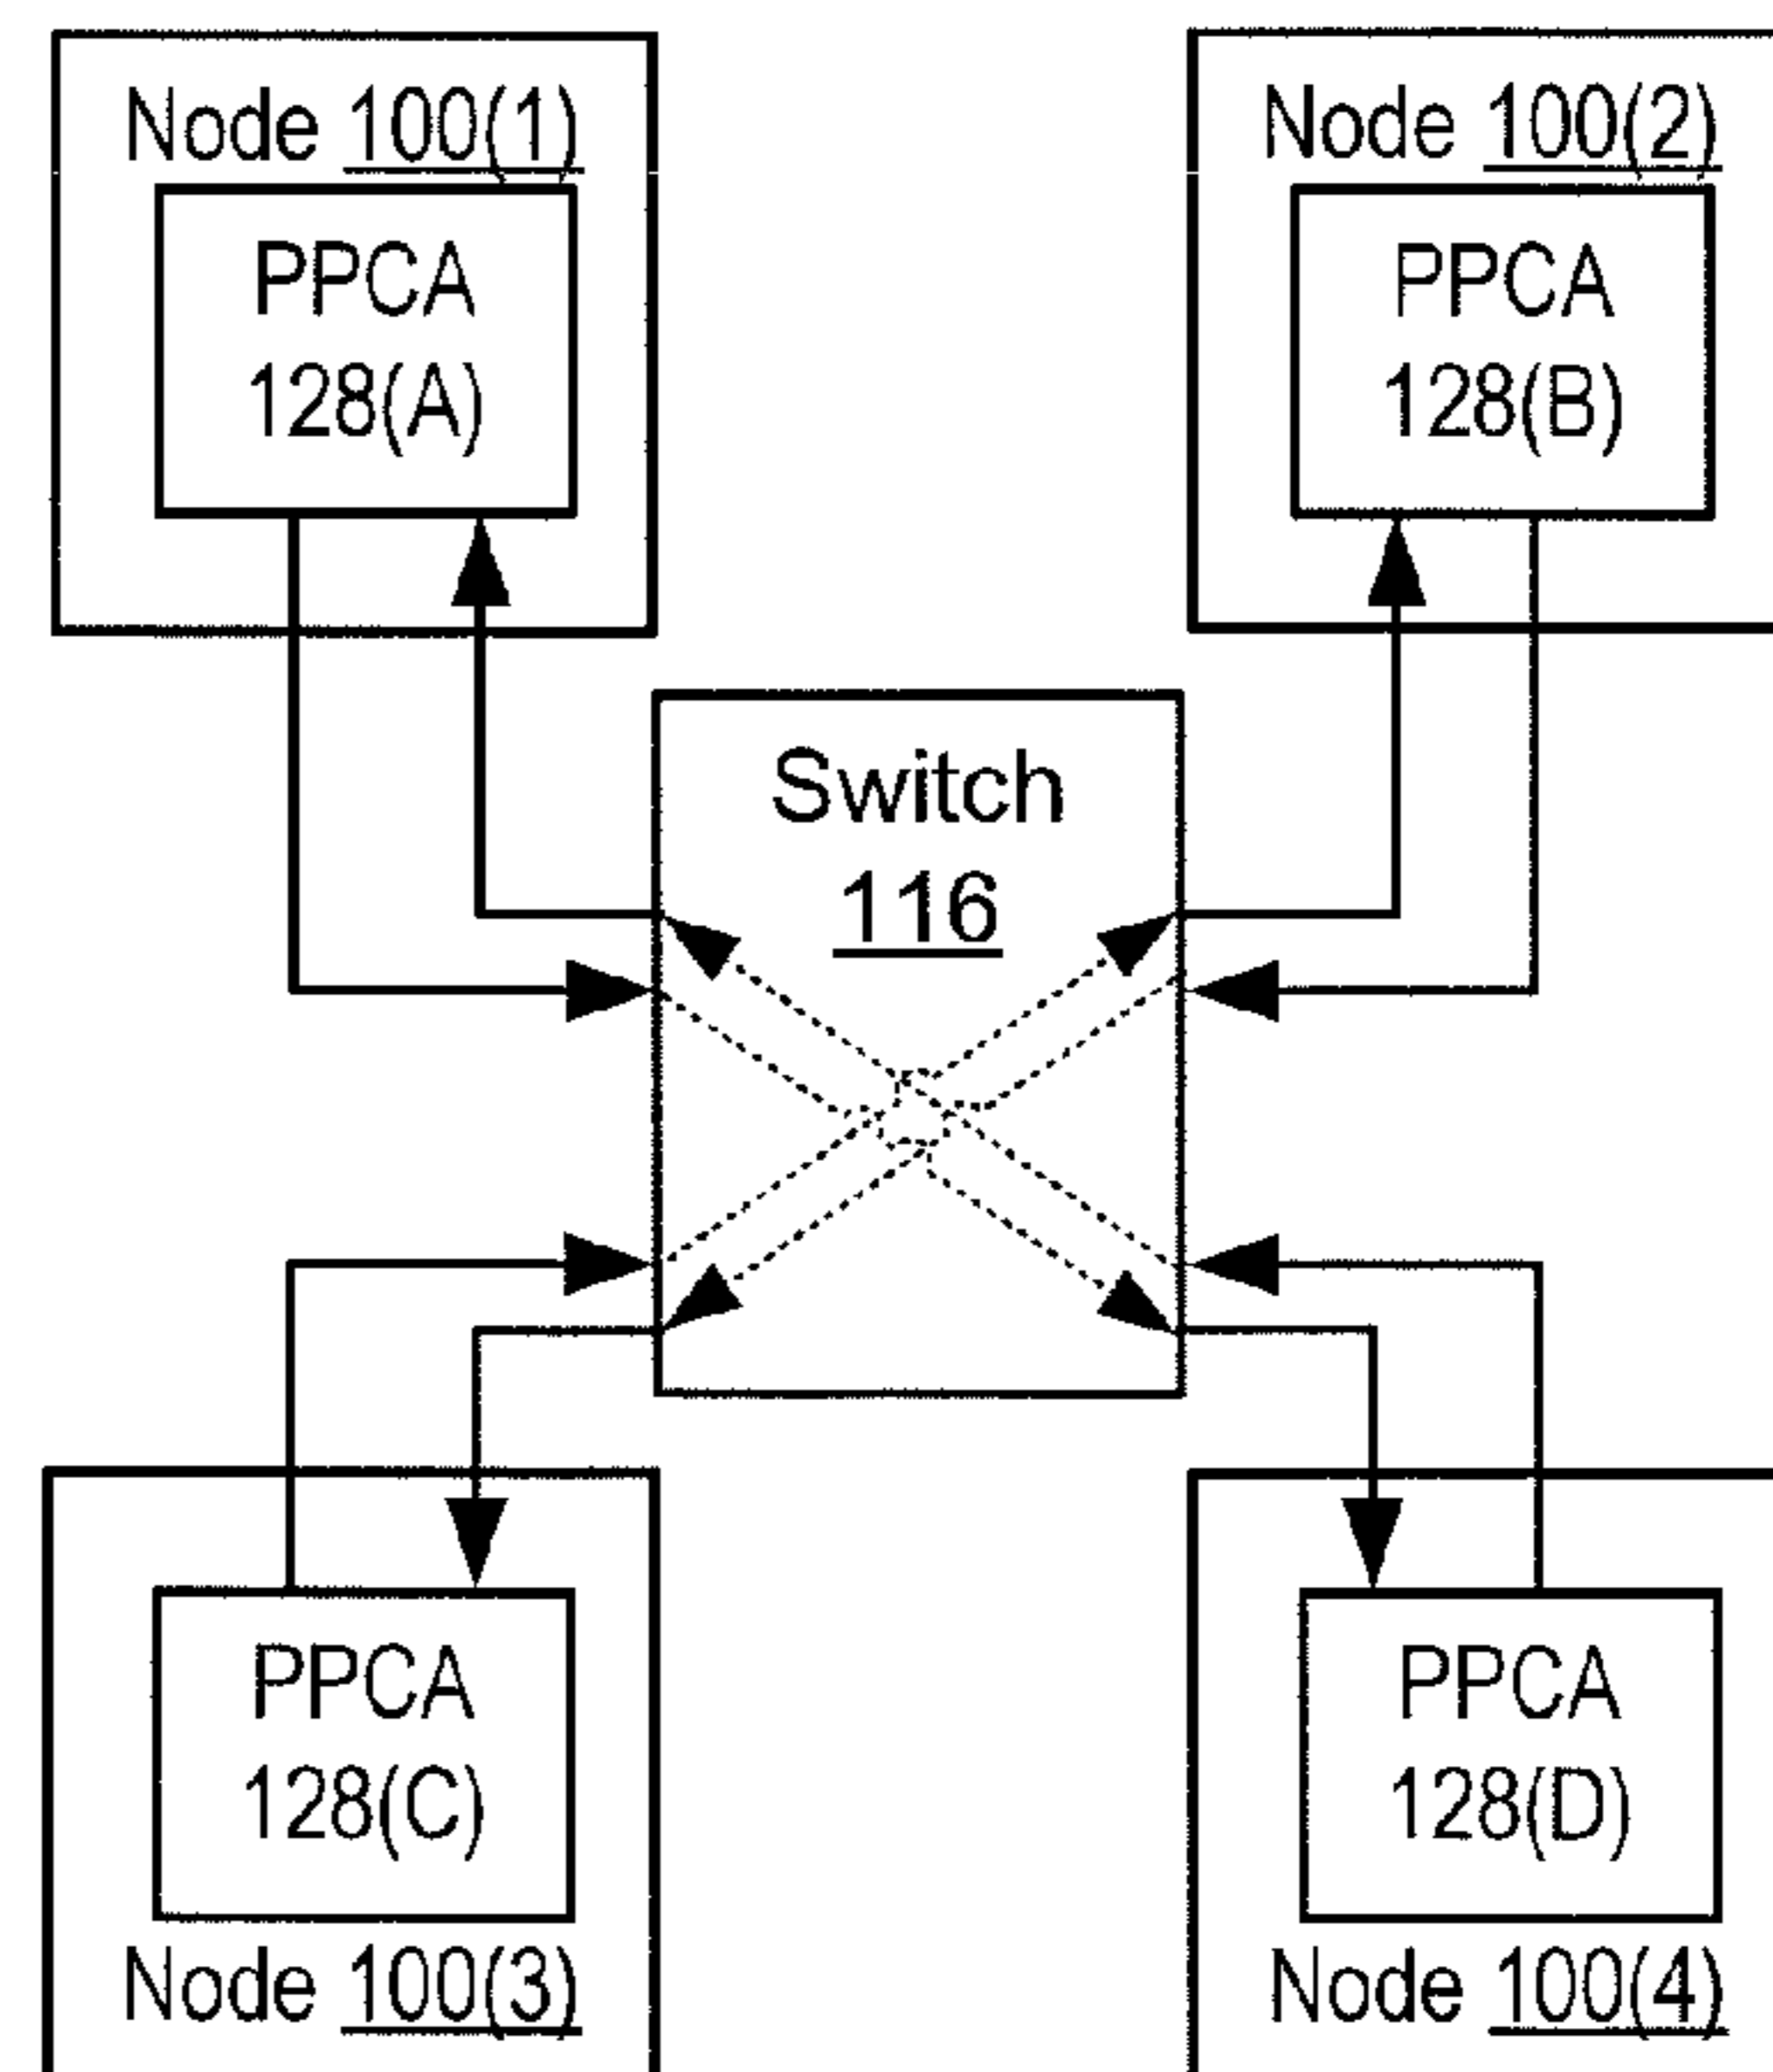 Node 100(1)
PPCA
128(A)
Node 100(2)
PPCA
128(B)
Switch
116
PPCA
128(C)
Node 100(3)
PPCA
128(D)
Node 100(4)